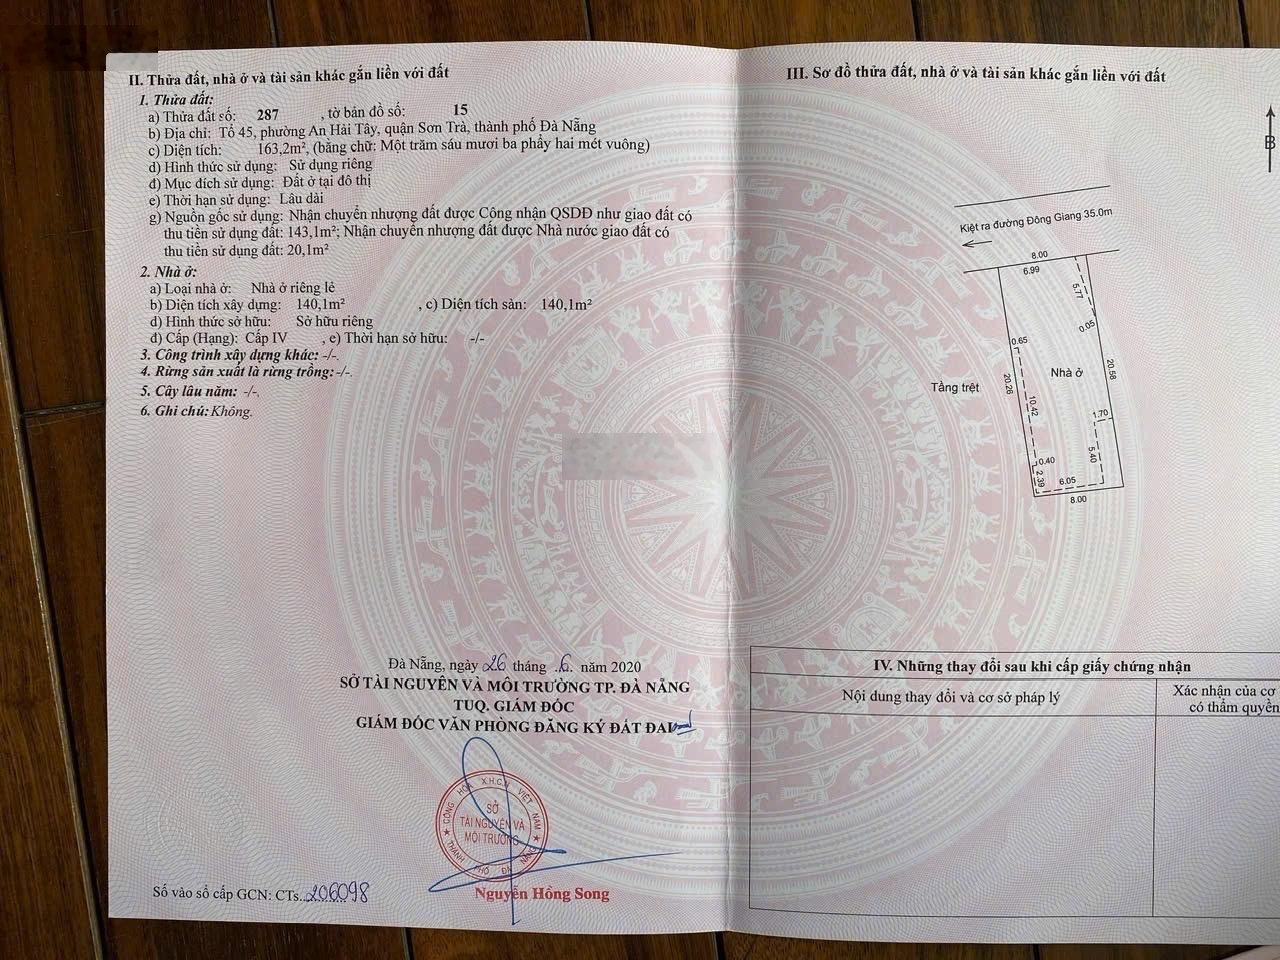 II. Thửa đất, nhà ở và tài sản khác gắn liền với đất
1. Thửa đất:
a) Thửa đất số: 287 , tờ bản đồ số: 15
b) Địa chỉ: Tổ 45, phường An Hải Tây, quận Sơn Trà, thành phố Đà Nẵng
c) Diện tích: 163,2m², (bằng chữ: Một trăm sáu mươi ba phẩy hai mét vuông)
d) Hình thức sử dụng: Sử dụng riêng
đ) Mục đích sử dụng: Đất ở tại đô thị
e) Thời hạn sử dụng: Lâu dài
g) Nguồn gốc sử dụng: Nhận chuyển nhượng đất được Công nhận QSDĐ như giao đất có
thu tiền sử dụng đất: 143,1m²; Nhận chuyển nhượng đất được Nhà nước giao đất có
thu tiền sử dụng đất: 20,1m²
2. Nhà ở:
a) Loại nhà ở: Nhà ở riêng lẻ
b) Diện tích xây dựng: 140,1m² , c) Diện tích sàn: 140,1m²
d) Hình thức sở hữu: Sở hữu riêng
đ) Cấp (Hạng): Cấp IV , e) Thời hạn sở hữu: -/-
3. Công trình xây dựng khác: -/-.
4. Rừng sản xuất là rừng trồng: -/-.
5. Cây lâu năm: -/-.
6. Ghi chú: Không.
Đà Nẵng, ngày 26 tháng .6. năm 2020
SỞ TÀI NGUYÊN VÀ MÔI TRƯỜNG TP. ĐÀ NẴNG
TUQ. GIÁM ĐỐC
GIÁM ĐỐC VĂN PHÒNG ĐĂNG KÝ ĐẤT ĐAI
CỘNG HÒA X.H.C.N VIỆT NAM
SỞ
TÀI NGUYÊN VÀ
MÔI TRƯỜNG
THÀNH PHỐ ĐÀ NẴNG
Nguyễn Hồng Song
Số vào sổ cấp GCN: CTs..206098
III. Sơ đồ thửa đất, nhà ở và tài sản khác gắn liền với đất
B
Kiệt ra đường Đông Giang 35.0m
8.00
6.99
5.77
0.05
0.65
20.26
20.58
Nhà ở
Tầng trệt
10.42
1.70
5.40
0.40
2.39
6.05
8.00
IV. Những thay đổi sau khi cấp giấy chứng nhận
Nội dung thay đổi và cơ sở pháp lý
Xác nhận của cơ
có thẩm quyền